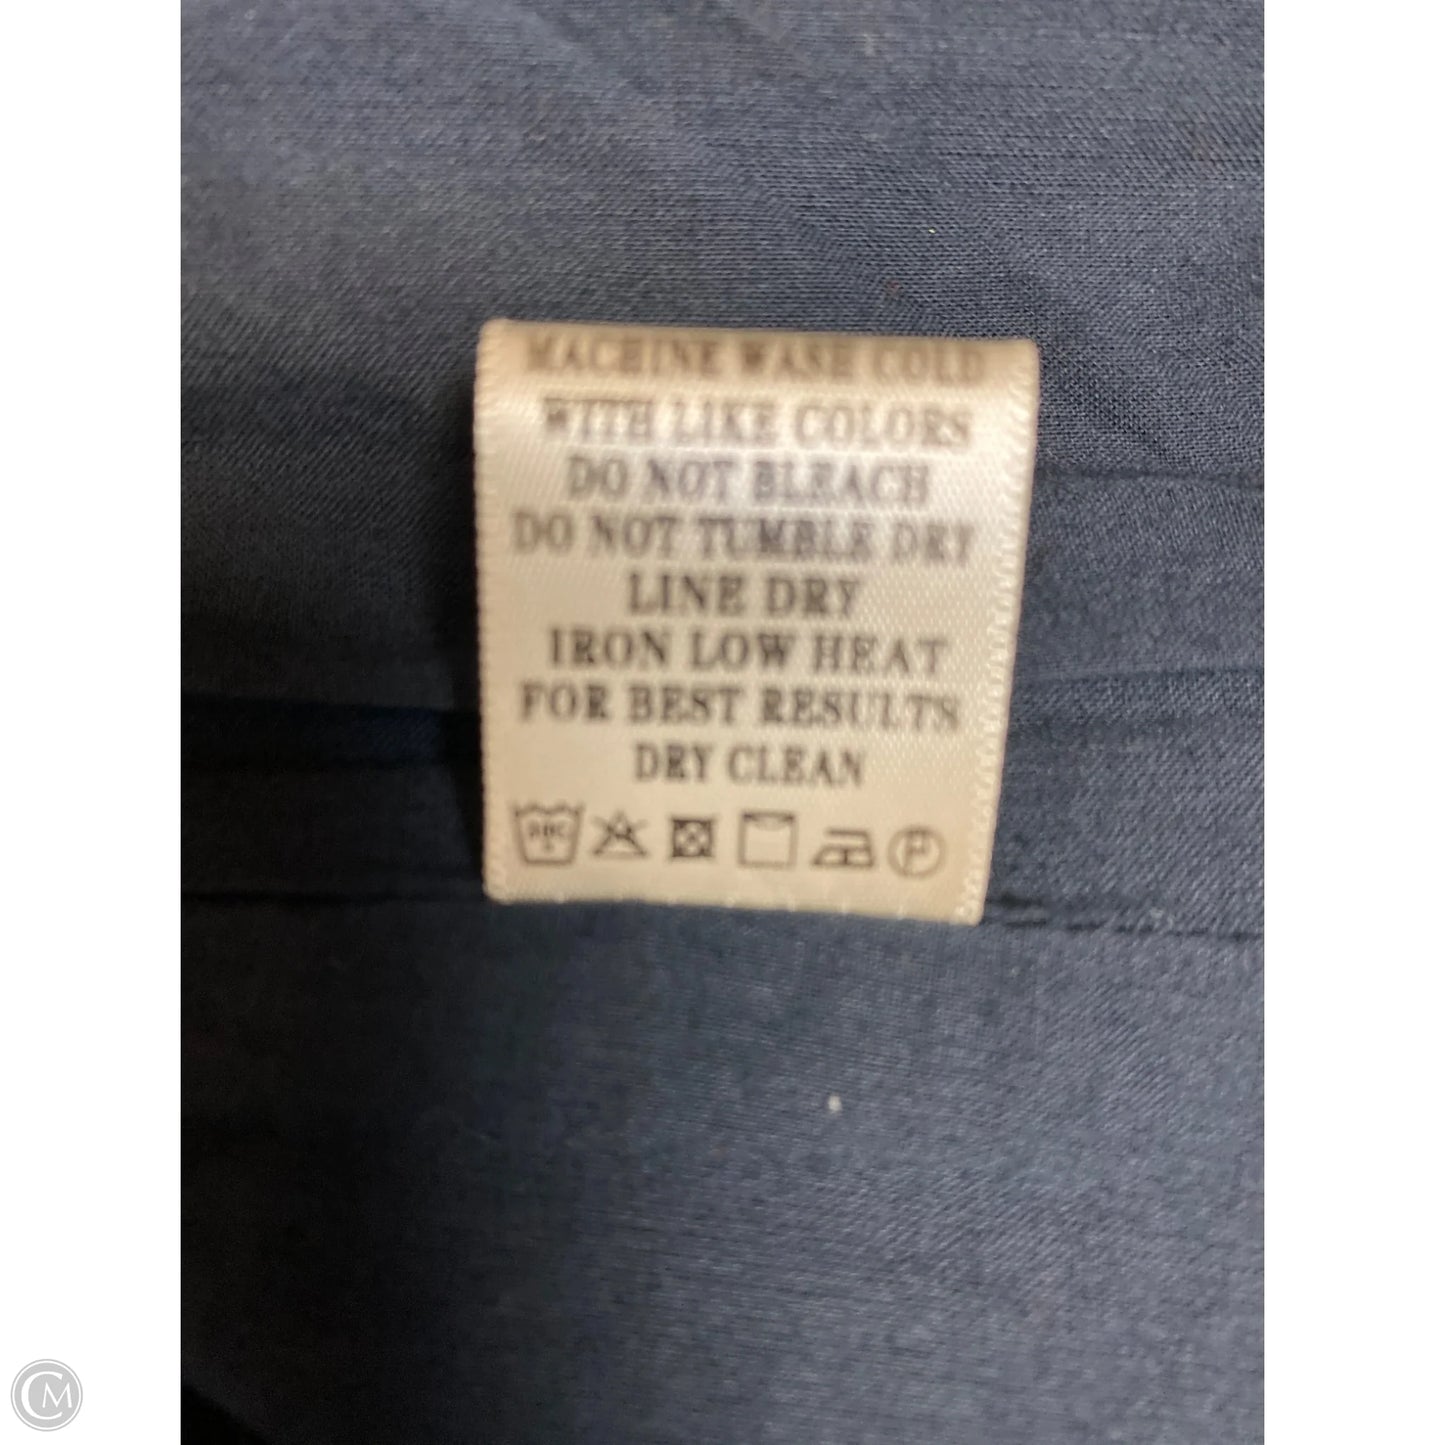 MACHINE WASH COLD
WITH LIKE COLORS
DO NOT BLEACH
DO NOT TUMBLE DRY
LINE DRY
IRON LOW HEAT
FOR BEST RESULTS
DRY CLEAN
P
CM